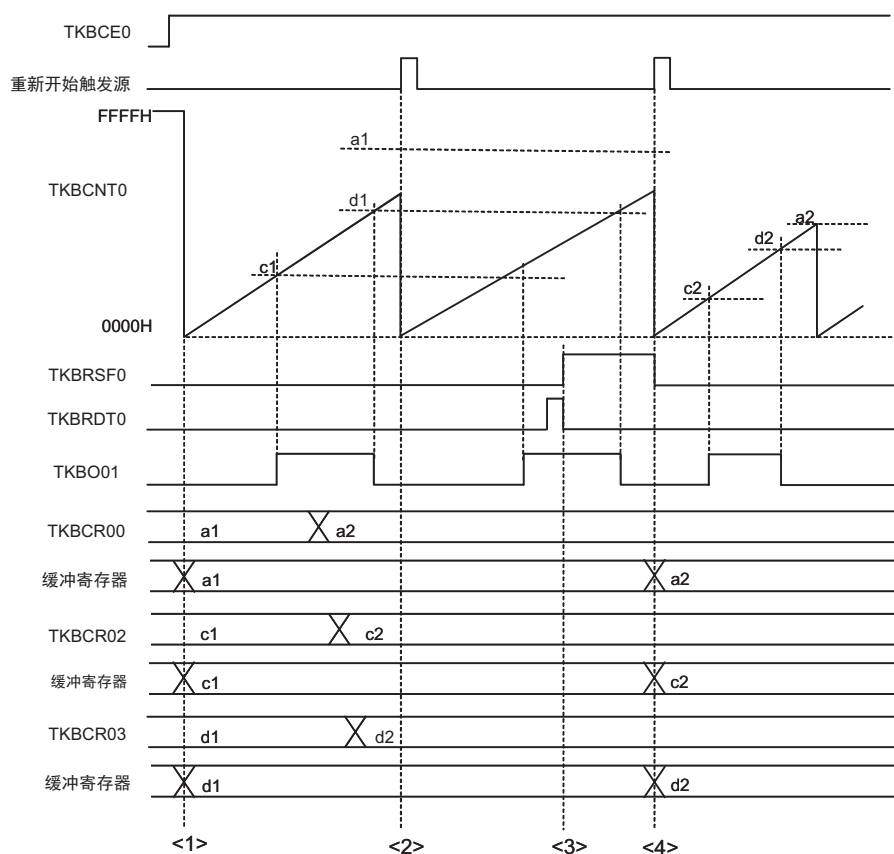 TKBCE0
重新开始触发源
FFFFH
a1
TKBCNT0
d1
a2
d2
c1
c2
0000H
TKBRSF0
TKBRDT0
TKBO01
TKBCR00 a1 a2
缓冲寄存器 a1 a2
TKBCR02 c1 c2
缓冲寄存器 c1 c2
TKBCR03 d1 d2
缓冲寄存器 d1 d2
<1> <2> <3> <4>